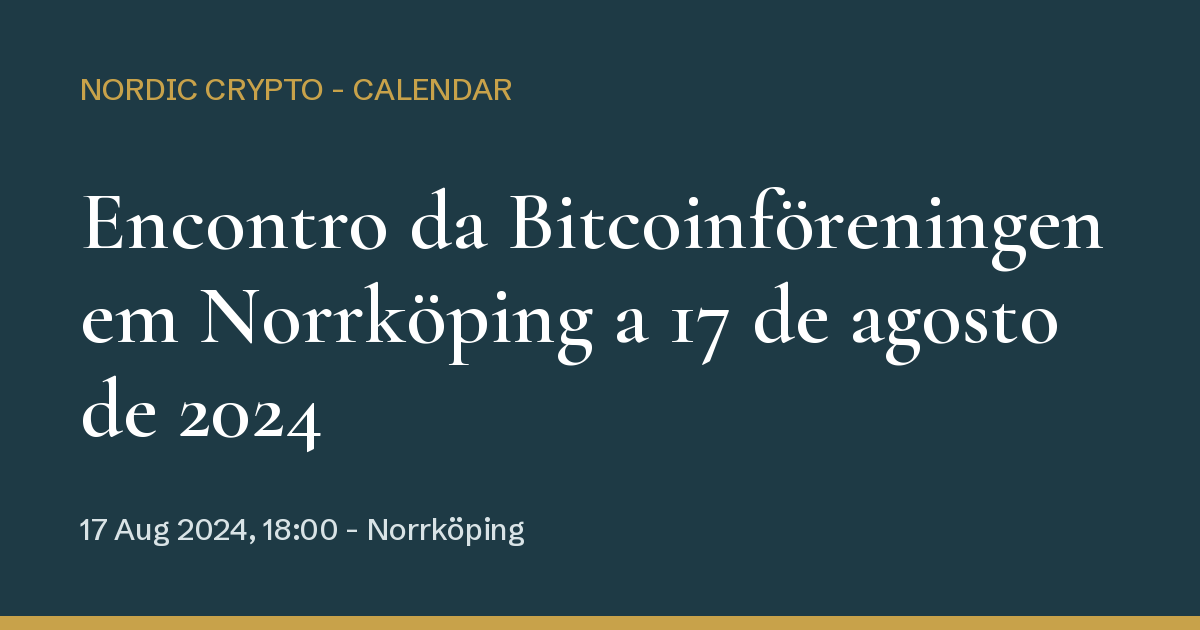 NORDIC CRYPTO - CALENDAR
Encontro da Bitcoinföreningen
em Norrköping a 17 de agosto
de 2024
17 Aug 2024, 18:00 - Norrköping